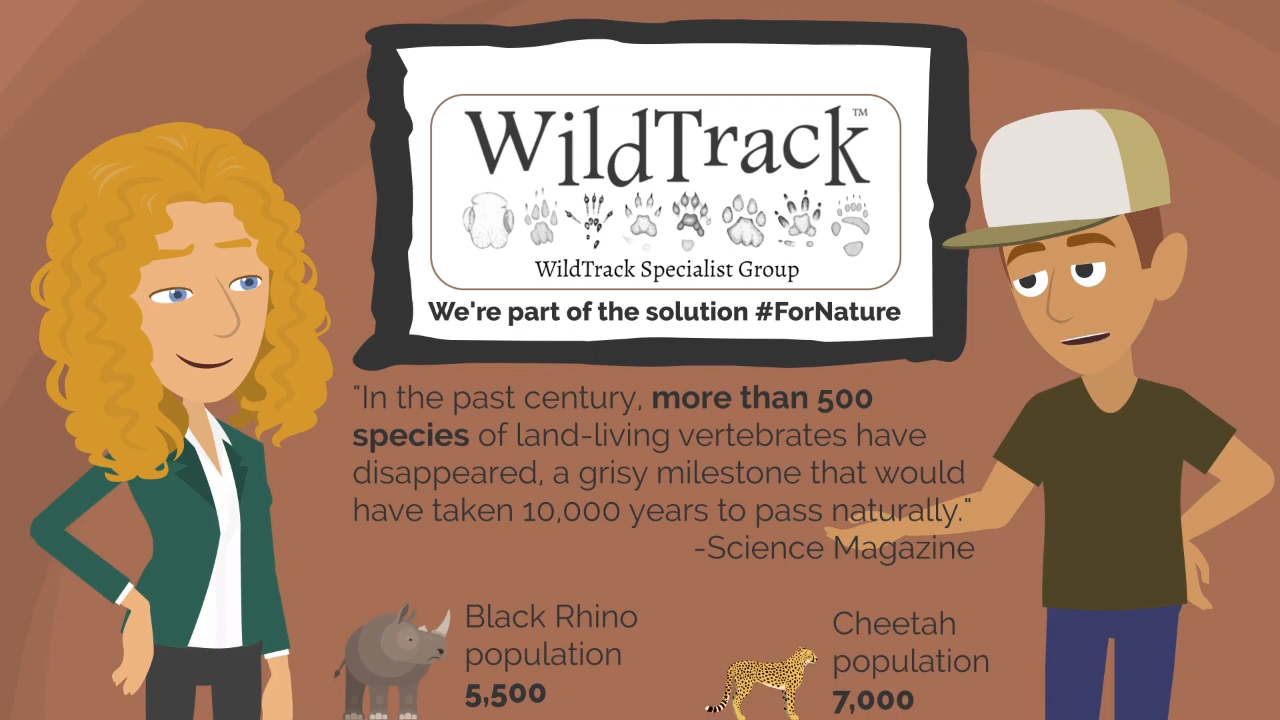 WildTrack™
WildTrack Specialist Group
We're part of the solution #ForNature
"In the past century, more than 500
species of land-living vertebrates have
disappeared, a grisy milestone that would
have taken 10,000 years to pass naturally."
-Science Magazine
Black Rhino
population
5,500
Cheetah
population
7,000